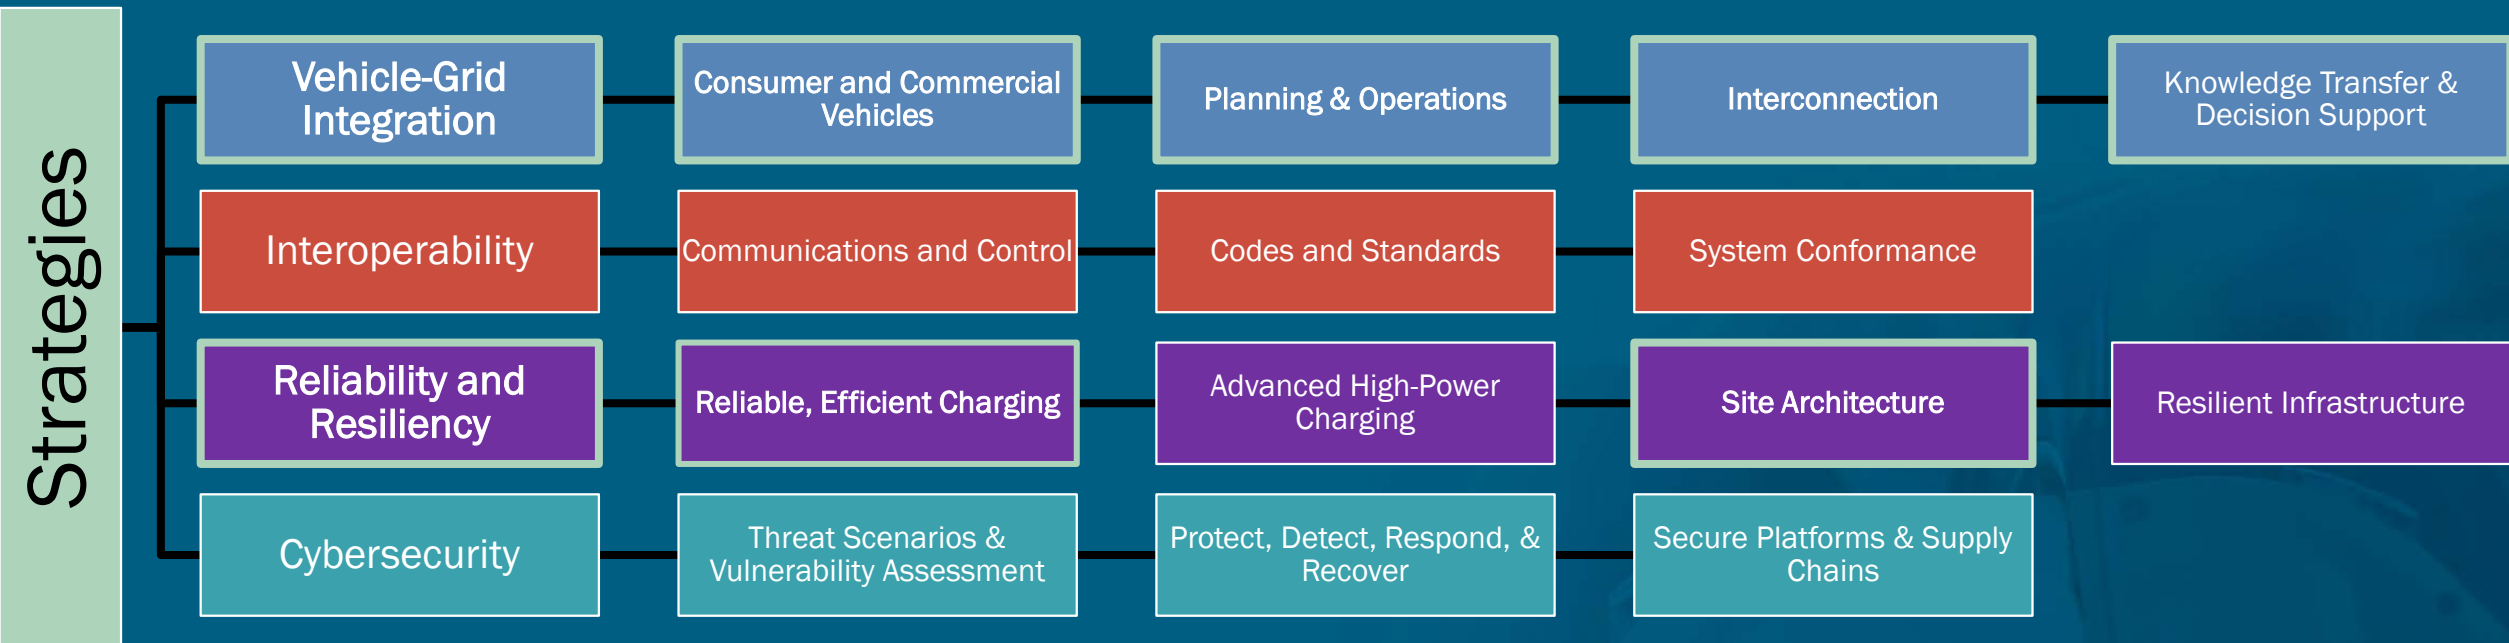 Strategies
Vehicle-Grid
Integration
Consumer and Commercial
Vehicles
Planning & Operations
Interconnection
Knowledge Transfer &
Decision Support
Interoperability
Communications and Control
Codes and Standards
System Conformance
Reliability and
Resiliency
Reliable, Efficient Charging
Advanced High-Power
Charging
Site Architecture
Resilient Infrastructure
Cybersecurity
Threat Scenarios &
Vulnerability Assessment
Protect, Detect, Respond, &
Recover
Secure Platforms & Supply
Chains